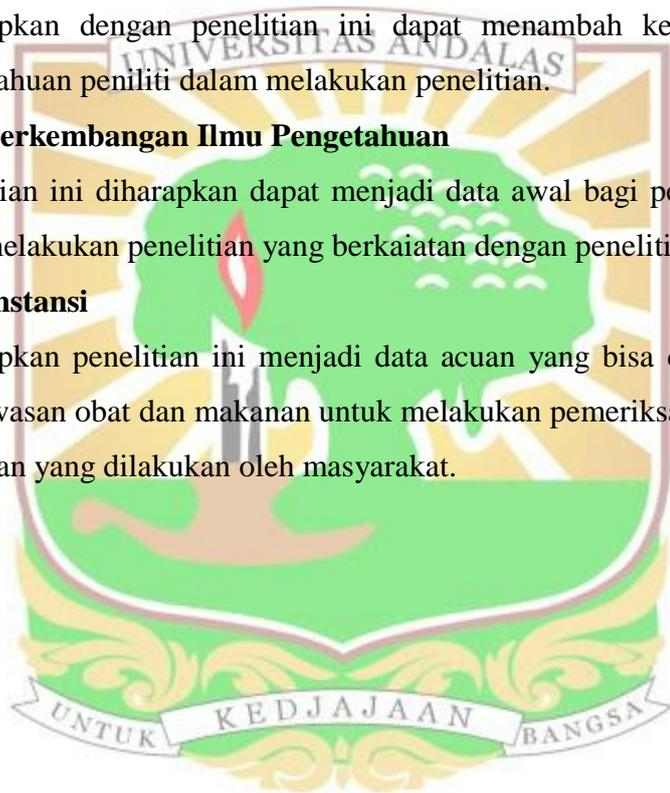 pkan dengan penelitian ini dapat menambah ke
UNIVERSITAS ANDALAS
ahuan peniliti dalam melakukan penelitian.
erkembangan Ilmu Pengetahuan
ian ini diharapkan dapat menjadi data awal bagi pe
nelakukan penelitian yang berkaiatan dengan peneliti
nstansi
pkan penelitian ini menjadi data acuan yang bisa
wasan obat dan makanan untuk melakukan pemeriksa
an yang dilakukan oleh masyarakat.
UNTUK KEDJAJAAN BANGSA